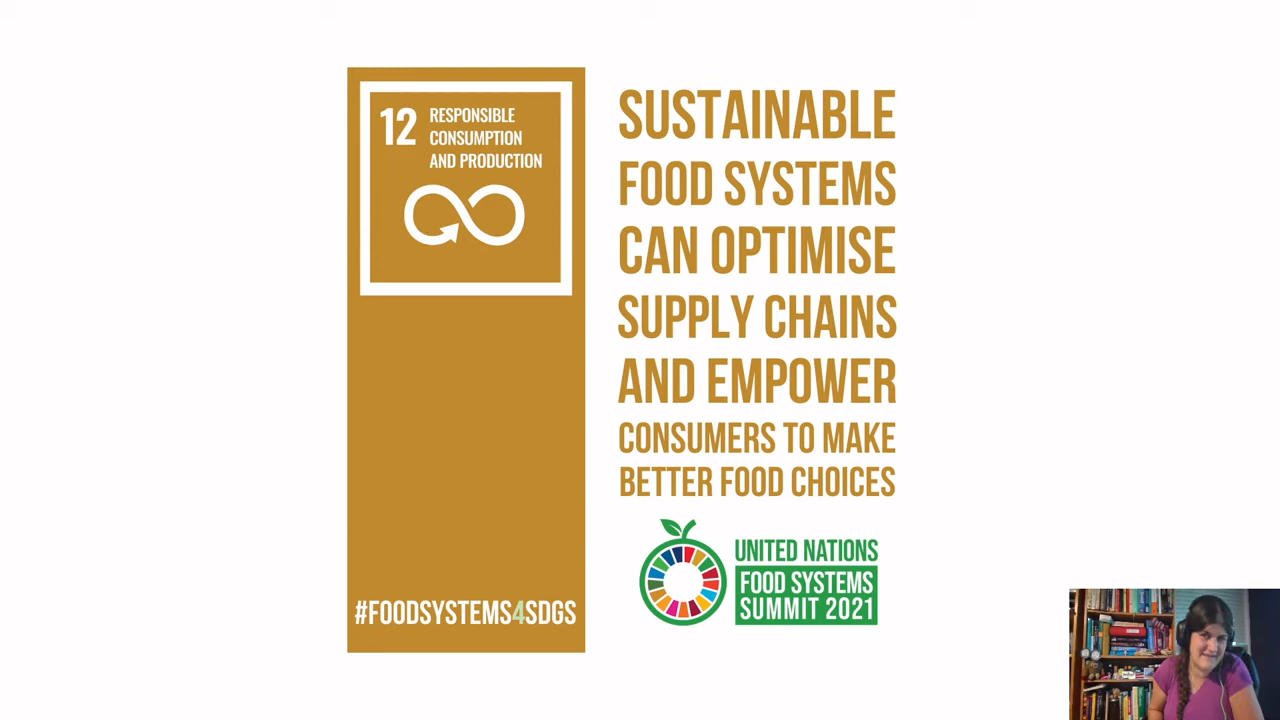 12
RESPONSIBLE
CONSUMPTION
AND PRODUCTION
#FOODSYSTEMS4SDGS
SUSTAINABLE
FOOD SYSTEMS
CAN OPTIMISE
SUPPLY CHAINS
AND EMPOWER
CONSUMERS TO MAKE
BETTER FOOD CHOICES
UNITED NATIONS
FOOD SYSTEMS
SUMMIT 2021